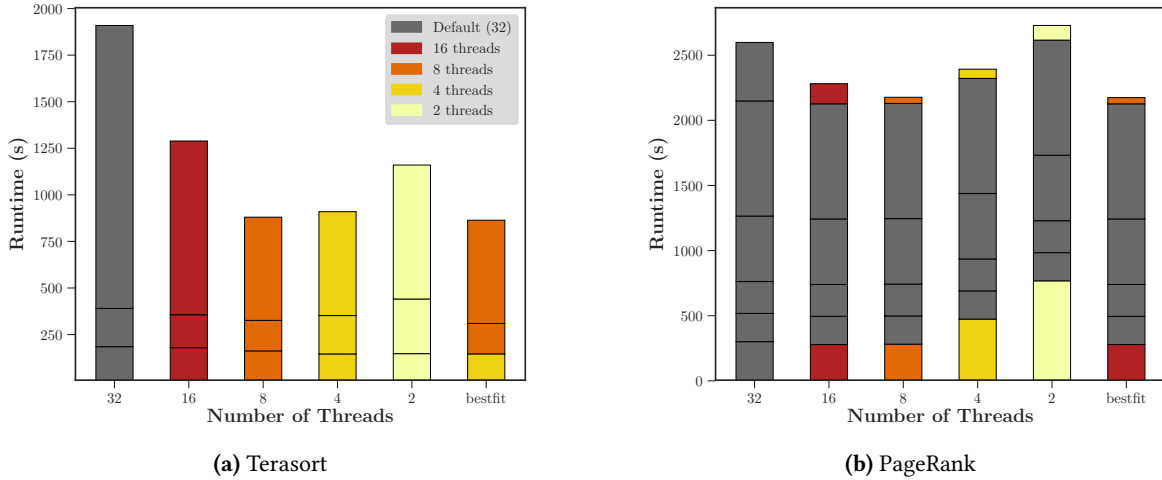 2000
1750
1500
1250
1000
750
500
250
Runtime (s)
Default (32)
16 threads
8 threads
4 threads
2 threads
32 16 8 4 2 bestfit
Number of Threads
(a) Terasort
2500
2000
1500
1000
500
0
Runtime (s)
32 16 8 4 2 bestfit
Number of Threads
(b) PageRank